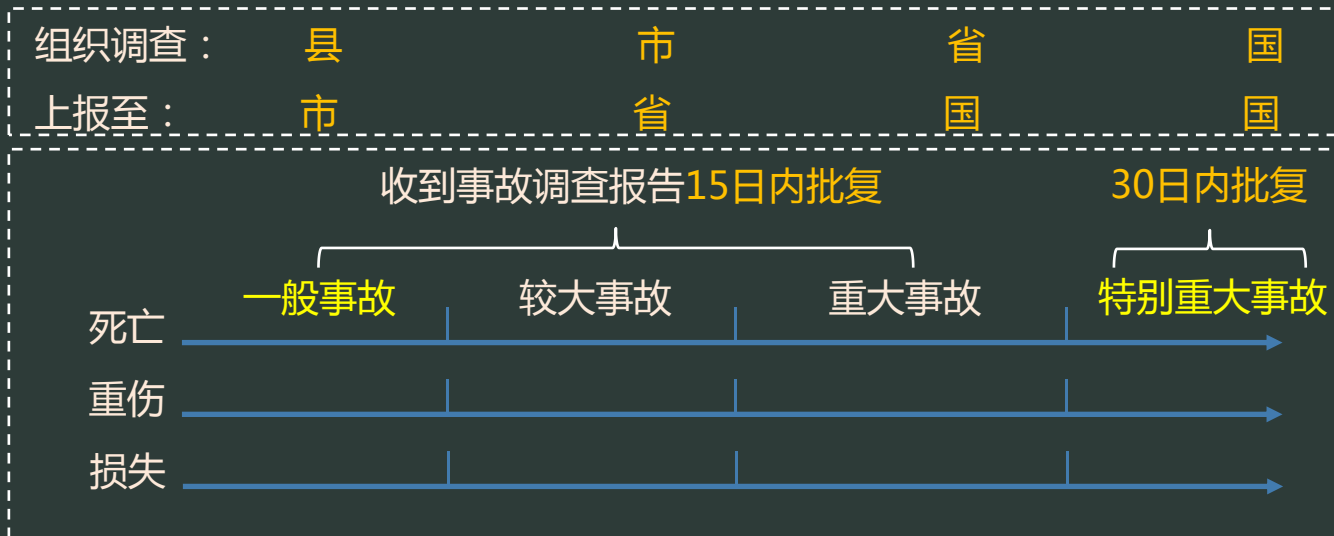 组织调查： 县 市 省 国
上报至： 市 省 国 国
收到事故调查报告15日内批复 30日内批复
一般事故 较大事故 重大事故 特别重大事故
死亡
重伤
损失